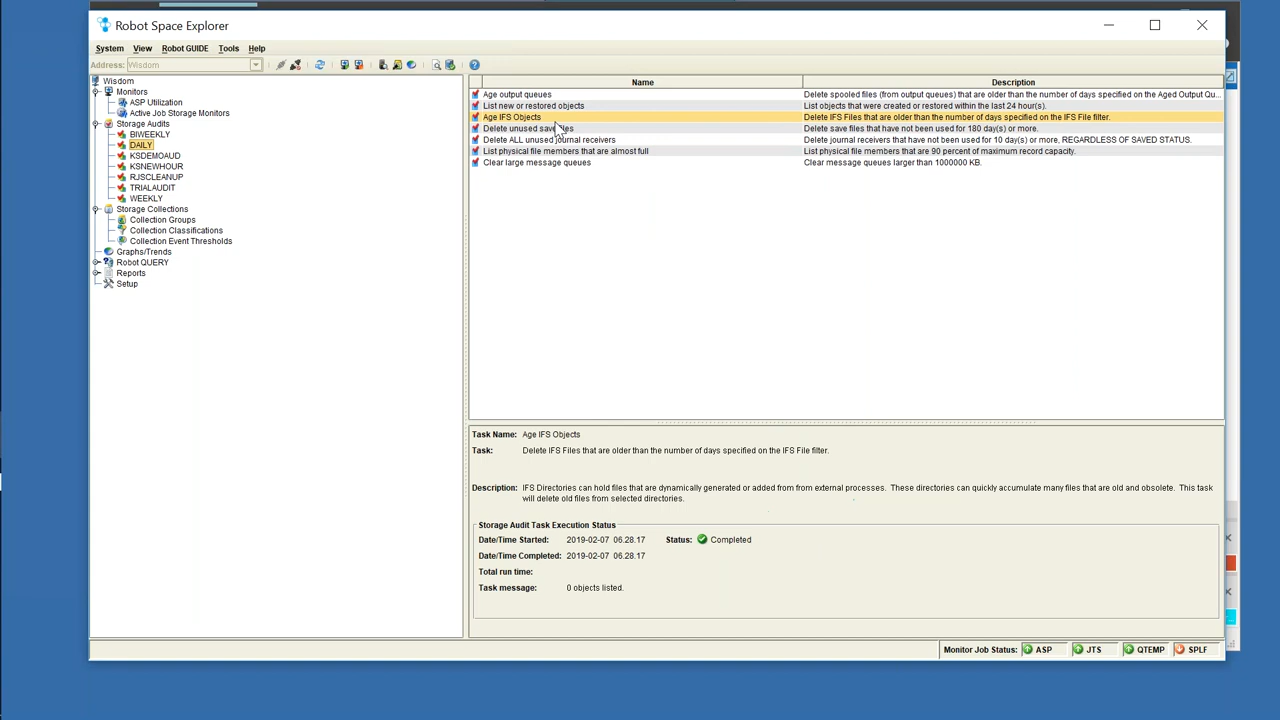 Robot Space Explorer
System View Robot GUIDE Tools Help
Address: Wisdom
Wisdom
Monitors
ASP Utilization
Active Job Storage Monitors
Storage Audits
BIWEEKLY
DAILY
KSDEMOAUD
KSNEWHOUR
RJSCLEANUP
TRIALAUDIT
WEEKLY
Storage Collections
Collection Groups
Collection Classifications
Collection Event Thresholds
Graphs/Trends
Robot QUERY
Reports
Setup
Name Description
Age output queues Delete spooled files (from output queues) that are older than the number of days specified on the Aged Output Qu...
List new or restored objects List objects that were created or restored within the last 24 hour(s).
Age IFS Objects Delete IFS Files that are older than the number of days specified on the IFS File filter.
Delete unused save files Delete save files that have not been used for 180 day(s) or more.
Delete ALL unused journal receivers Delete journal receivers that have not been used for 10 day(s) or more, REGARDLESS OF SAVED STATUS.
List physical file members that are almost full List physical file members that are 90 percent of maximum record capacity.
Clear large message queues Clear message queues larger than 1000000 KB.
Task Name: Age IFS Objects
Task: Delete IFS Files that are older than the number of days specified on the IFS File filter.
Description: IFS Directories can hold files that are dynamically generated or added from from external processes. These directories can quickly accumulate many files that are old and obsolete. This task
will delete old files from selected directories.
Storage Audit Task Execution Status
Date/Time Started: 2019-02-07 06.28.17 Status: Completed
Date/Time Completed: 2019-02-07 06.28.17
Total run time:
Task message: 0 objects listed.
Monitor Job Status: ASP JTS QTEMP SPLF